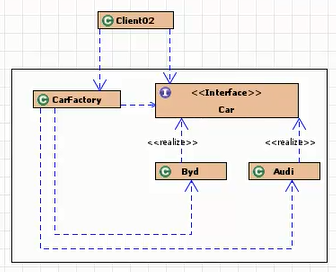 Client02
CarFactory
<<Interface>>
Car
<<realize>>
<<realize>>
Byd
Audi